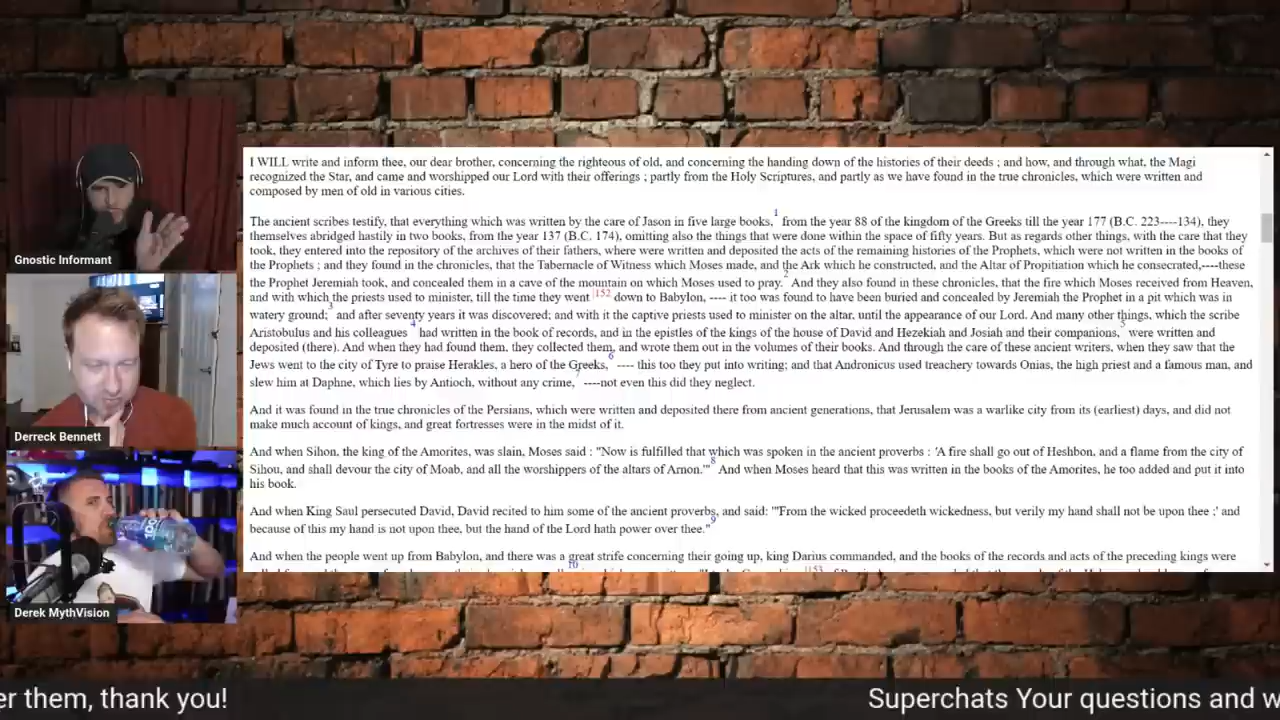 I WILL write and inform thee, our dear brother, concerning the righteous of old, and concerning the handing down of the histories of their deeds ; and how, and through what, the Magi
recognized the Star, and came and worshipped our Lord with their offerings ; partly from the Holy Scriptures, and partly as we have found in the true chronicles, which were written and
composed by men of old in various cities.
The ancient scribes testify, that everything which was written by the care of Jason in five large books,1 from the year 88 of the kingdom of the Greeks till the year 177 (B.C. 223----134), they
themselves abridged hastily in two books, from the year 137 (B.C. 174), omitting also the things that were done within the space of fifty years. But as regards other things, with the care that they
took, they entered into the repository of the archives of their fathers, where were written and deposited the acts of the remaining histories of the Prophets, which were not written in the books of
the Prophets ; and they found in the chronicles, that the Tabernacle of Witness which Moses made, and the Ark which he constructed, and the Altar of Propitiation which he consecrated,----these
the Prophet Jeremiah took, and concealed them in a cave of the mountain on which Moses used to pray.2 And they also found in these chronicles, that the fire which Moses received from Heaven,
and with which the priests used to minister, till the time they went |152 down to Babylon, ---- it too was found to have been buried and concealed by Jeremiah the Prophet in a pit which was in
watery ground;3 and after seventy years it was discovered; and with it the captive priests used to minister on the altar, until the appearance of our Lord. And many other things, which the scribe
Aristobulus and his colleagues 4 had written in the book of records, and in the epistles of the kings of the house of David and Hezekiah and Josiah and their companions,5 were written and
deposited (there). And when they had found them, they collected them, and wrote them out in the volumes of their books. And through the care of these ancient writers, when they saw that the
Jews went to the city of Tyre to praise Herakles, a hero of the Greeks,6 ---- this too they put into writing; and that Andronicus used treachery towards Onias, the high priest and a famous man, and
slew him at Daphne, which lies by Antioch, without any crime,7 ----not even this did they neglect.
And it was found in the true chronicles of the Persians, which were written and deposited there from ancient generations, that Jerusalem was a warlike city from its (earliest) days, and did not
make much account of kings, and great fortresses were in the midst of it.
And when Sihon, the king of the Amorites, was slain, Moses said : "Now is fulfilled that which was spoken in the ancient proverbs : 'A fire shall go out of Heshbon, and a flame from the city of
Sihou, and shall devour the city of Moab, and all the worshippers of the altars of Arnon.'"8 And when Moses heard that this was written in the books of the Amorites, he too added and put it into
his book.
And when King Saul persecuted David, David recited to him some of the ancient proverbs, and said: "'From the wicked proceedeth wickedness, but verily my hand shall not be upon thee ;' and
because of this my hand is not upon thee, but the hand of the Lord hath power over thee."9
And when the people went up from Babylon, and there was a great strife concerning their going up, king Darius commanded, and the books of the records and acts of the preceding kings were
10 |153
Gnostic Informant
Derreck Bennett
Derek MythVision
er them, thank you!
Superchats Your questions and w